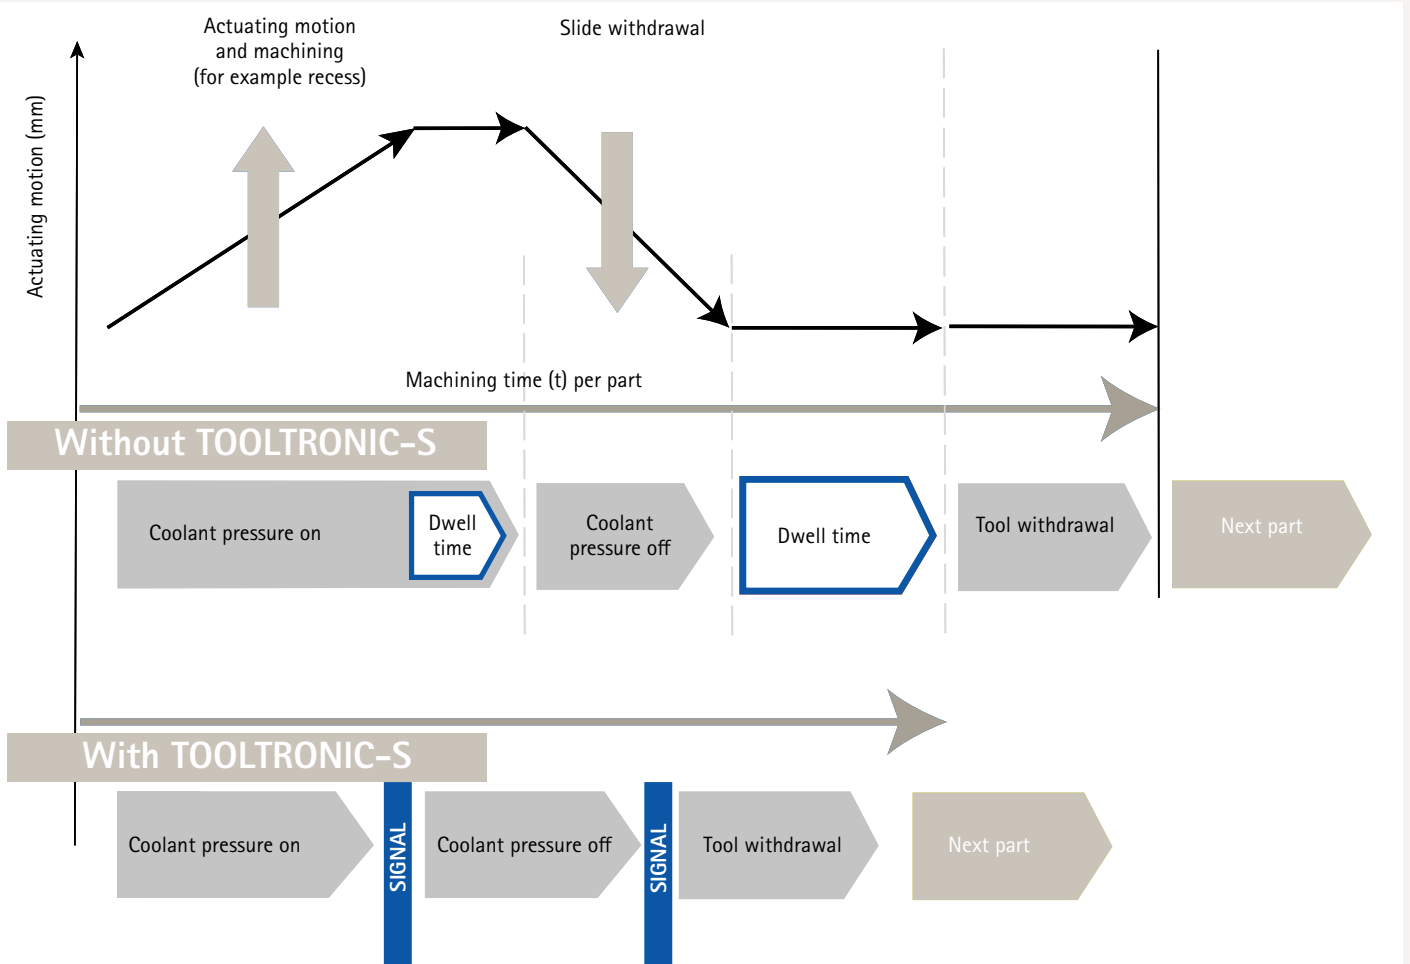 Actuating motion
and machining
(for example recess)
Slide withdrawal
Actuating motion (mm)
Machining time (t) per part
Without TOOLTRONIC-S
Coolant pressure on
Dwell
time
Coolant
pressure off
Dwell time
Tool withdrawal
Next part
With TOOLTRONIC-S
Coolant pressure on
SIGNAL
Coolant pressure off
SIGNAL
Tool withdrawal
Next part